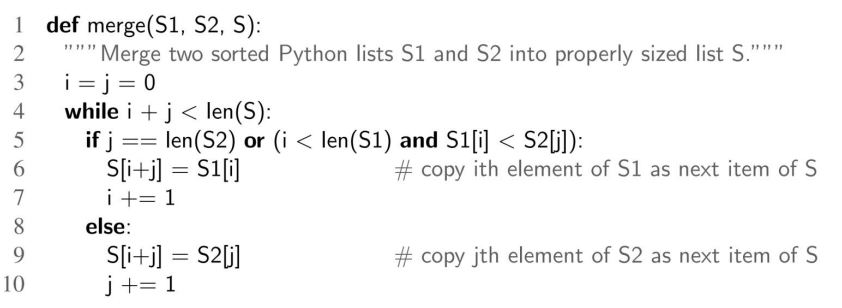 1 def merge(S1, S2, S):
2 """Merge two sorted Python lists S1 and S2 into properly sized list S."""
3 i = j = 0
4 while i + j < len(S):
5 if j == len(S2) or (i < len(S1) and S1[i] < S2[j]):
6 S[i+j] = S1[i] # copy ith element of S1 as next item of S
7 i += 1
8 else:
9 S[i+j] = S2[j] # copy jth element of S2 as next item of S
10 j += 1